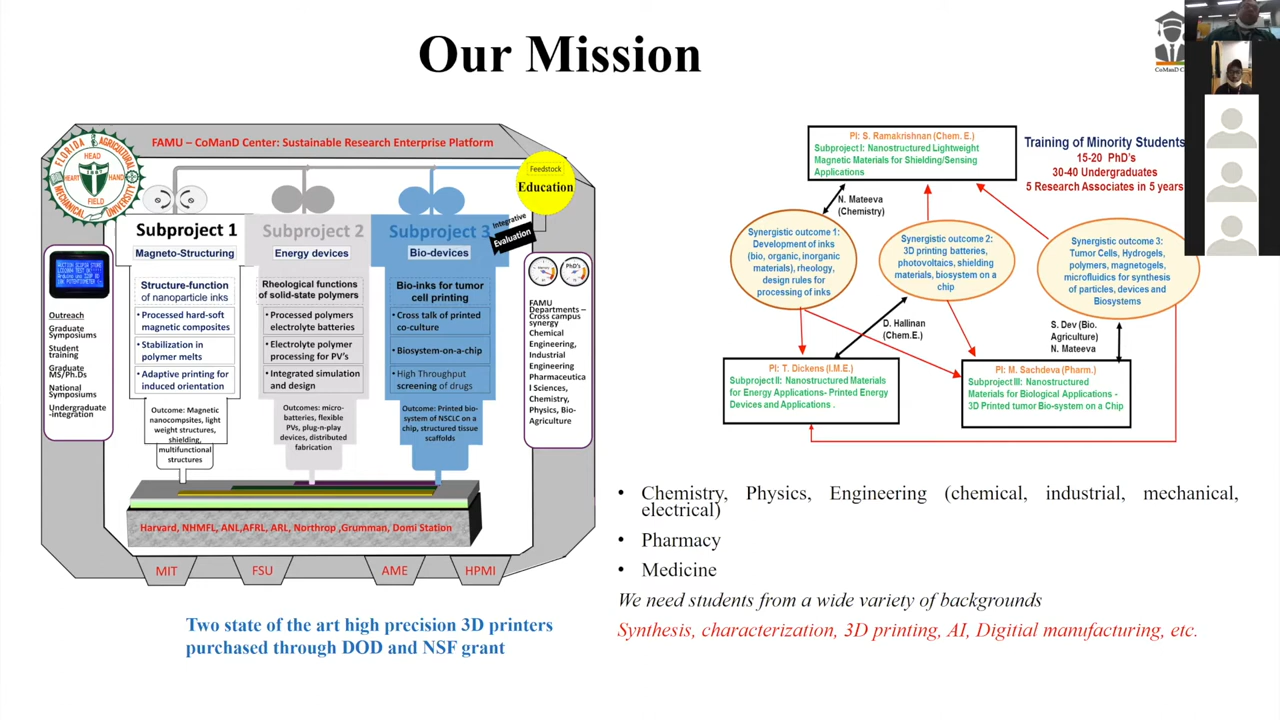 Our Mission
CoManD C
FAMU – CoManD Center: Sustainable Research Enterprise Platform
FLORIDA AGRICULTURAL
MECHANICAL UNIVERSITY
HEAD
HEART
1887
HAND
FIELD
Feedstock
Education
Integrative
Evaluation
Subproject 1
Magneto-Structuring
Structure-function
of nanoparticle inks
• Processed hard-soft
magnetic composites
• Stabilization in
polymer melts
• Adaptive printing for
induced orientation
Outcome: Magnetic
nanocompsites, light
weight structures,
shielding,
multifunctional
structures
Subproject 2
Energy devices
Rheological functions
of solid-state polymers
• Processed polymers
electrolyte batteries
• Electrolyte polymer
processing for PV's
• Integrated simulation
and design
Outcomes: micro-
batteries, flexible
PVs, plug-n-play
devices, distributed
fabrication
Subproject 3
Bio-devices
Bio-inks for tumor
cell printing
• Cross talk of printed
co-culture
• Biosystem-on-a-chip
• High Throughput
screening of drugs
Outcome: Printed bio-
system of NSCLC on a
chip, structured tissue
scaffolds
Outreach
Graduate
Symposiums
Student
training
Graduate
MS/Ph.Ds
National
Symposiums
Undergraduate
-integration
PhD's
FAMU
Departments –
Cross campus
synergy
Chemical
Engineering,
Industrial
Engineering
Pharmaceutica
l Sciences,
Chemistry,
Physics, Bio-
Agriculture
Harvard, NHMFL, ANL,AFRL, ARL, Northrop ,Grumman, Domi Station
MIT FSU AME HPMI
Two state of the art high precision 3D printers
purchased through DOD and NSF grant
PI: S. Ramakrishnan (Chem. E.)
Subproject I: Nanostructured Lightweight
Magnetic Materials for Shielding/Sensing
Applications
Training of Minority Students
15-20 PhD's
30-40 Undergraduates
5 Research Associates in 5 years
N. Mateeva
(Chemistry)
Synergistic outcome 1:
Development of inks
(bio, organic, inorganic
materials), rheology,
design rules for
processing of inks
Synergistic outcome 2:
3D printing batteries,
photovoltaics, shielding
materials, biosystem on a
chip
Synergistic outcome 3:
Tumor Cells, Hydrogels,
polymers, magnetogels,
microfluidics for synthesis
of particles, devices and
Biosystems
D. Hallinan
(Chem.E.)
S. Dev (Bio.
Agriculture)
N. Mateeva
PI: T. Dickens (I.M.E.)
Subproject II: Nanostructured Materials
for Energy Applications- Printed Energy
Devices and Applications .
PI: M. Sachdeva (Pharm.)
Subproject III: Nanostructured
Materials for Biological Applications -
3D Printed tumor Bio-system on a Chip
• Chemistry, Physics, Engineering (chemical, industrial, mechanical,
electrical)
• Pharmacy
• Medicine
We need students from a wide variety of backgrounds
Synthesis, characterization, 3D printing, AI, Digitial manufacturing, etc.